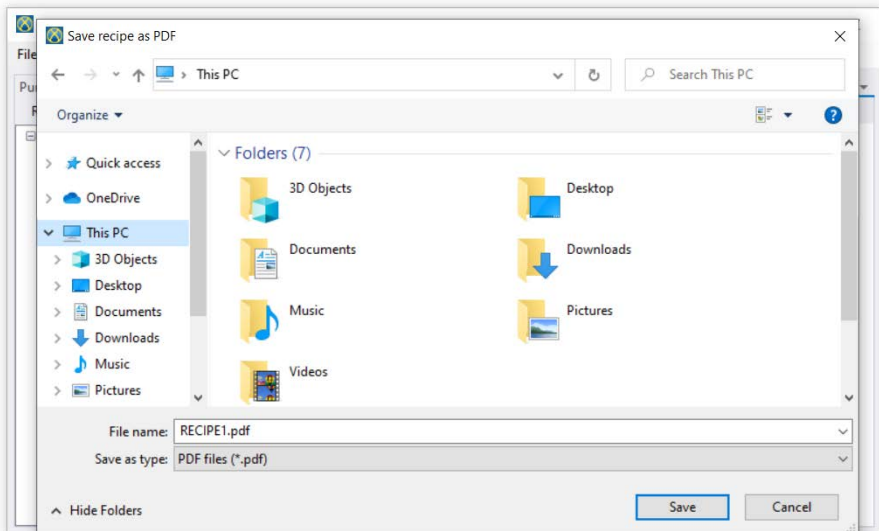 Save recipe as PDF
File
This PC
Search This PC
Pu
Organize
R
Quick access
OneDrive
This PC
3D Objects
Desktop
Documents
Downloads
Music
Pictures
Folders (7)
3D Objects
Desktop
Documents
Downloads
Music
Pictures
Videos
File name: RECIPE1.pdf
Save as type: PDF files (*.pdf)
Hide Folders
Save
Cancel